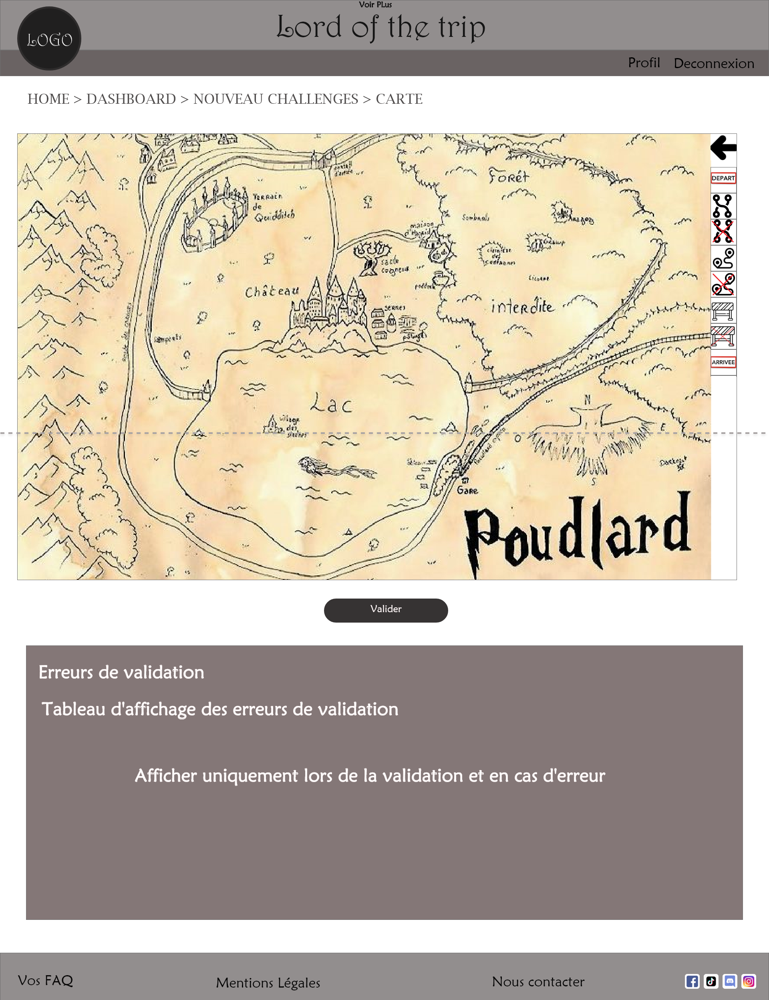 Voir PLus
Lord of the trip
LOGO
Profil
Deconnexion
HOME > DASHBOARD > NOUVEAU CHALLENGES > CARTE
DEPART
Forêt
Terrain
de
Quidditch
Sombrals
maison
d'Hagrid
saule
cogneur
Licorne
Château
serres
interdite
ARRIVEE
Lac
village
des
N
E
O
S
Gare
Poudlard
Valider
Erreurs de validation
Tableau d'affichage des erreurs de validation
Afficher uniquement lors de la validation et en cas d'erreur
Vos FAQ
Mentions Légales
Nous contacter